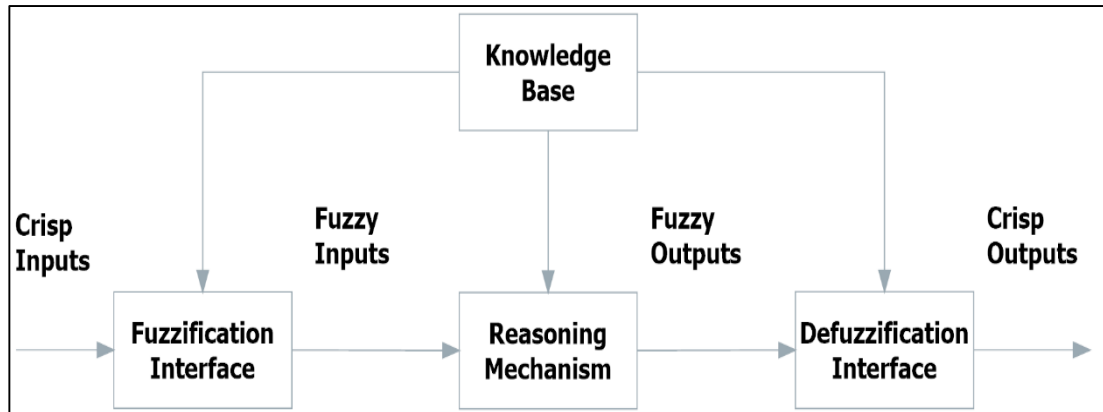 Knowledge
Base
Crisp
Inputs
Fuzzy
Inputs
Fuzzy
Outputs
Crisp
Outputs
Fuzzification
Interface
Reasoning
Mechanism
Defuzzification
Interface